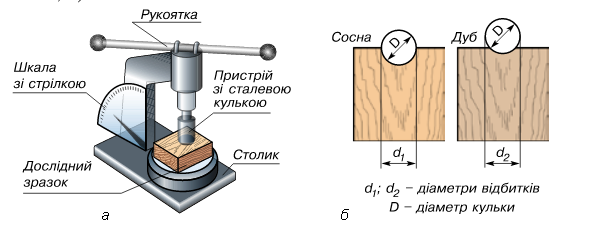 Рукоятка
Шкала
зі стрілкою
Пристрій
зі сталевою
кулькою
Дослідний
зразок
Столик
а
Сосна
D
Дуб
D
d₁
d₂
d₁; d₂ – діаметри відбитків
D – діаметр кульки
б